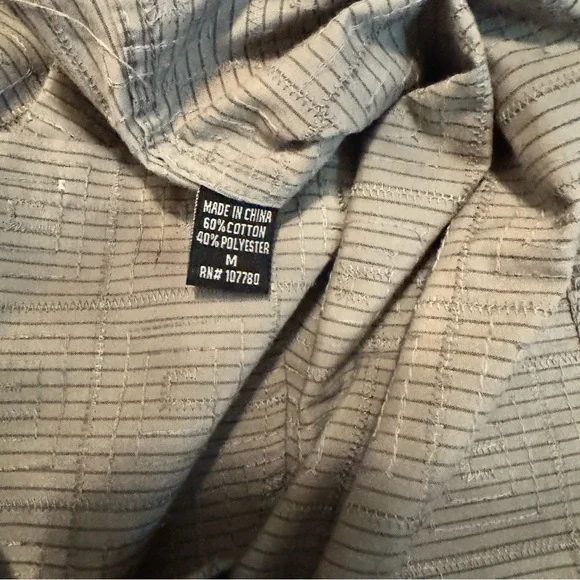 MADE IN CHINA
60% COTTON
40% POLYESTER
M
RN# 107780